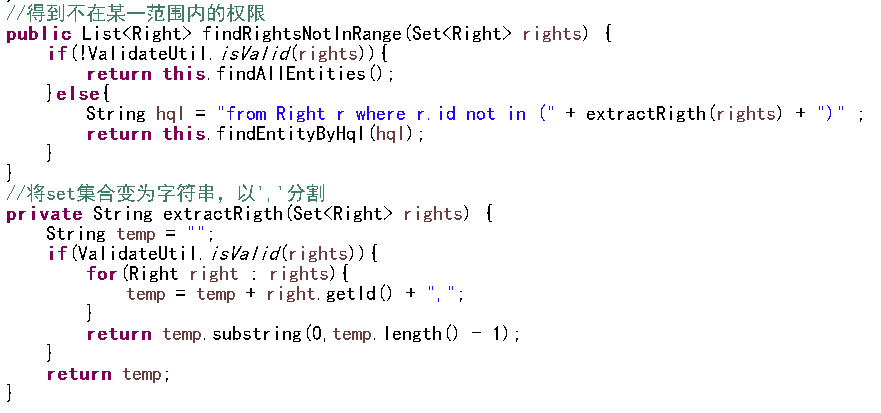 //得到不在某一范围内的权限
public List<Right> findRightsNotInRange(Set<Right> rights) {
if(!ValidateUtil.isValid(rights)){
return this.findAllEntities();
}else{
String hql = "from Right r where r.id not in (" + extractRigth(rights) + ")" ;
return this.findEntityByHql(hql);
}
}
//将set集合变为字符串，以','分割
private String extractRigth(Set<Right> rights) {
String temp = "";
if(ValidateUtil.isValid(rights)){
for(Right right : rights){
temp = temp + right.getId() + ",";
}
return temp.substring(0,temp.length() - 1);
}
return temp;
}